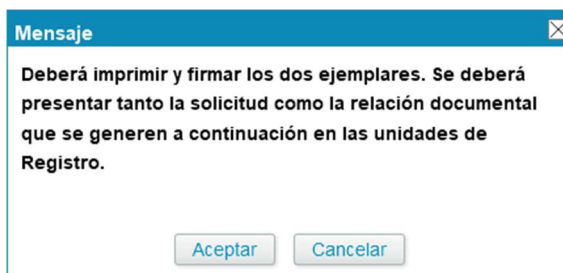 Mensaje
Deberá imprimir y firmar los dos ejemplares. Se deberá
presentar tanto la solicitud como la relación documental
que se generen a continuación en las unidades de
Registro.
Aceptar Cancelar